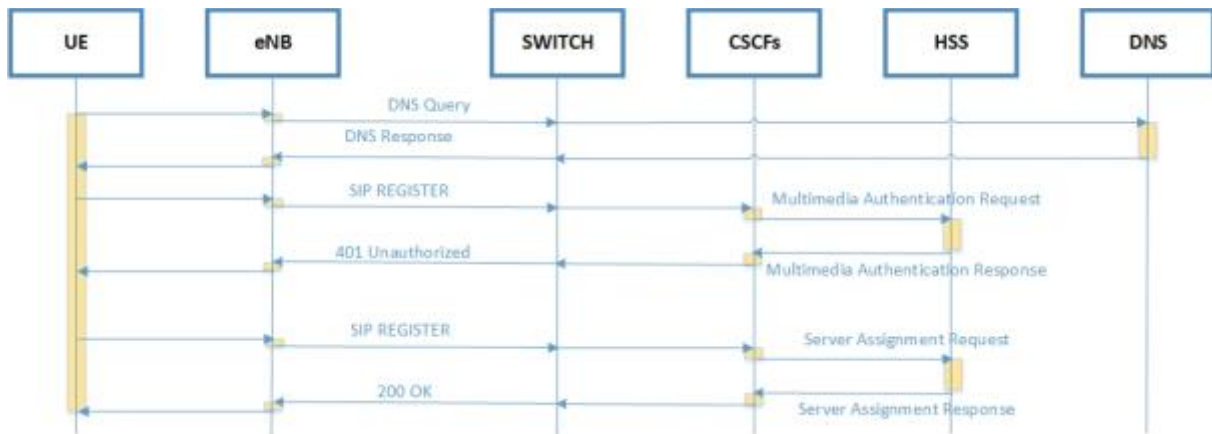 UE
eNB
SWITCH
CSCFs
HSS
DNS
DNS Query
DNS Response
SIP REGISTER
Multimedia Authentication Request
401 Unauthorized
Multimedia Authentication Response
SIP REGISTER
Server Assignment Request
200 OK
Server Assignment Response